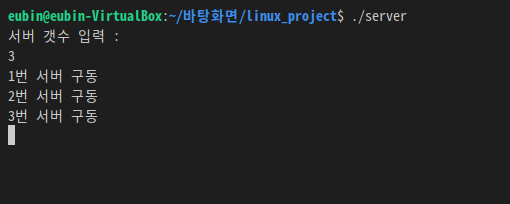 eubin@eubin-VirtualBox:~/바탕화면/linux_project$ ./server
서버 갯수 입력 :
3
1번 서버 구동
2번 서버 구동
3번 서버 구동